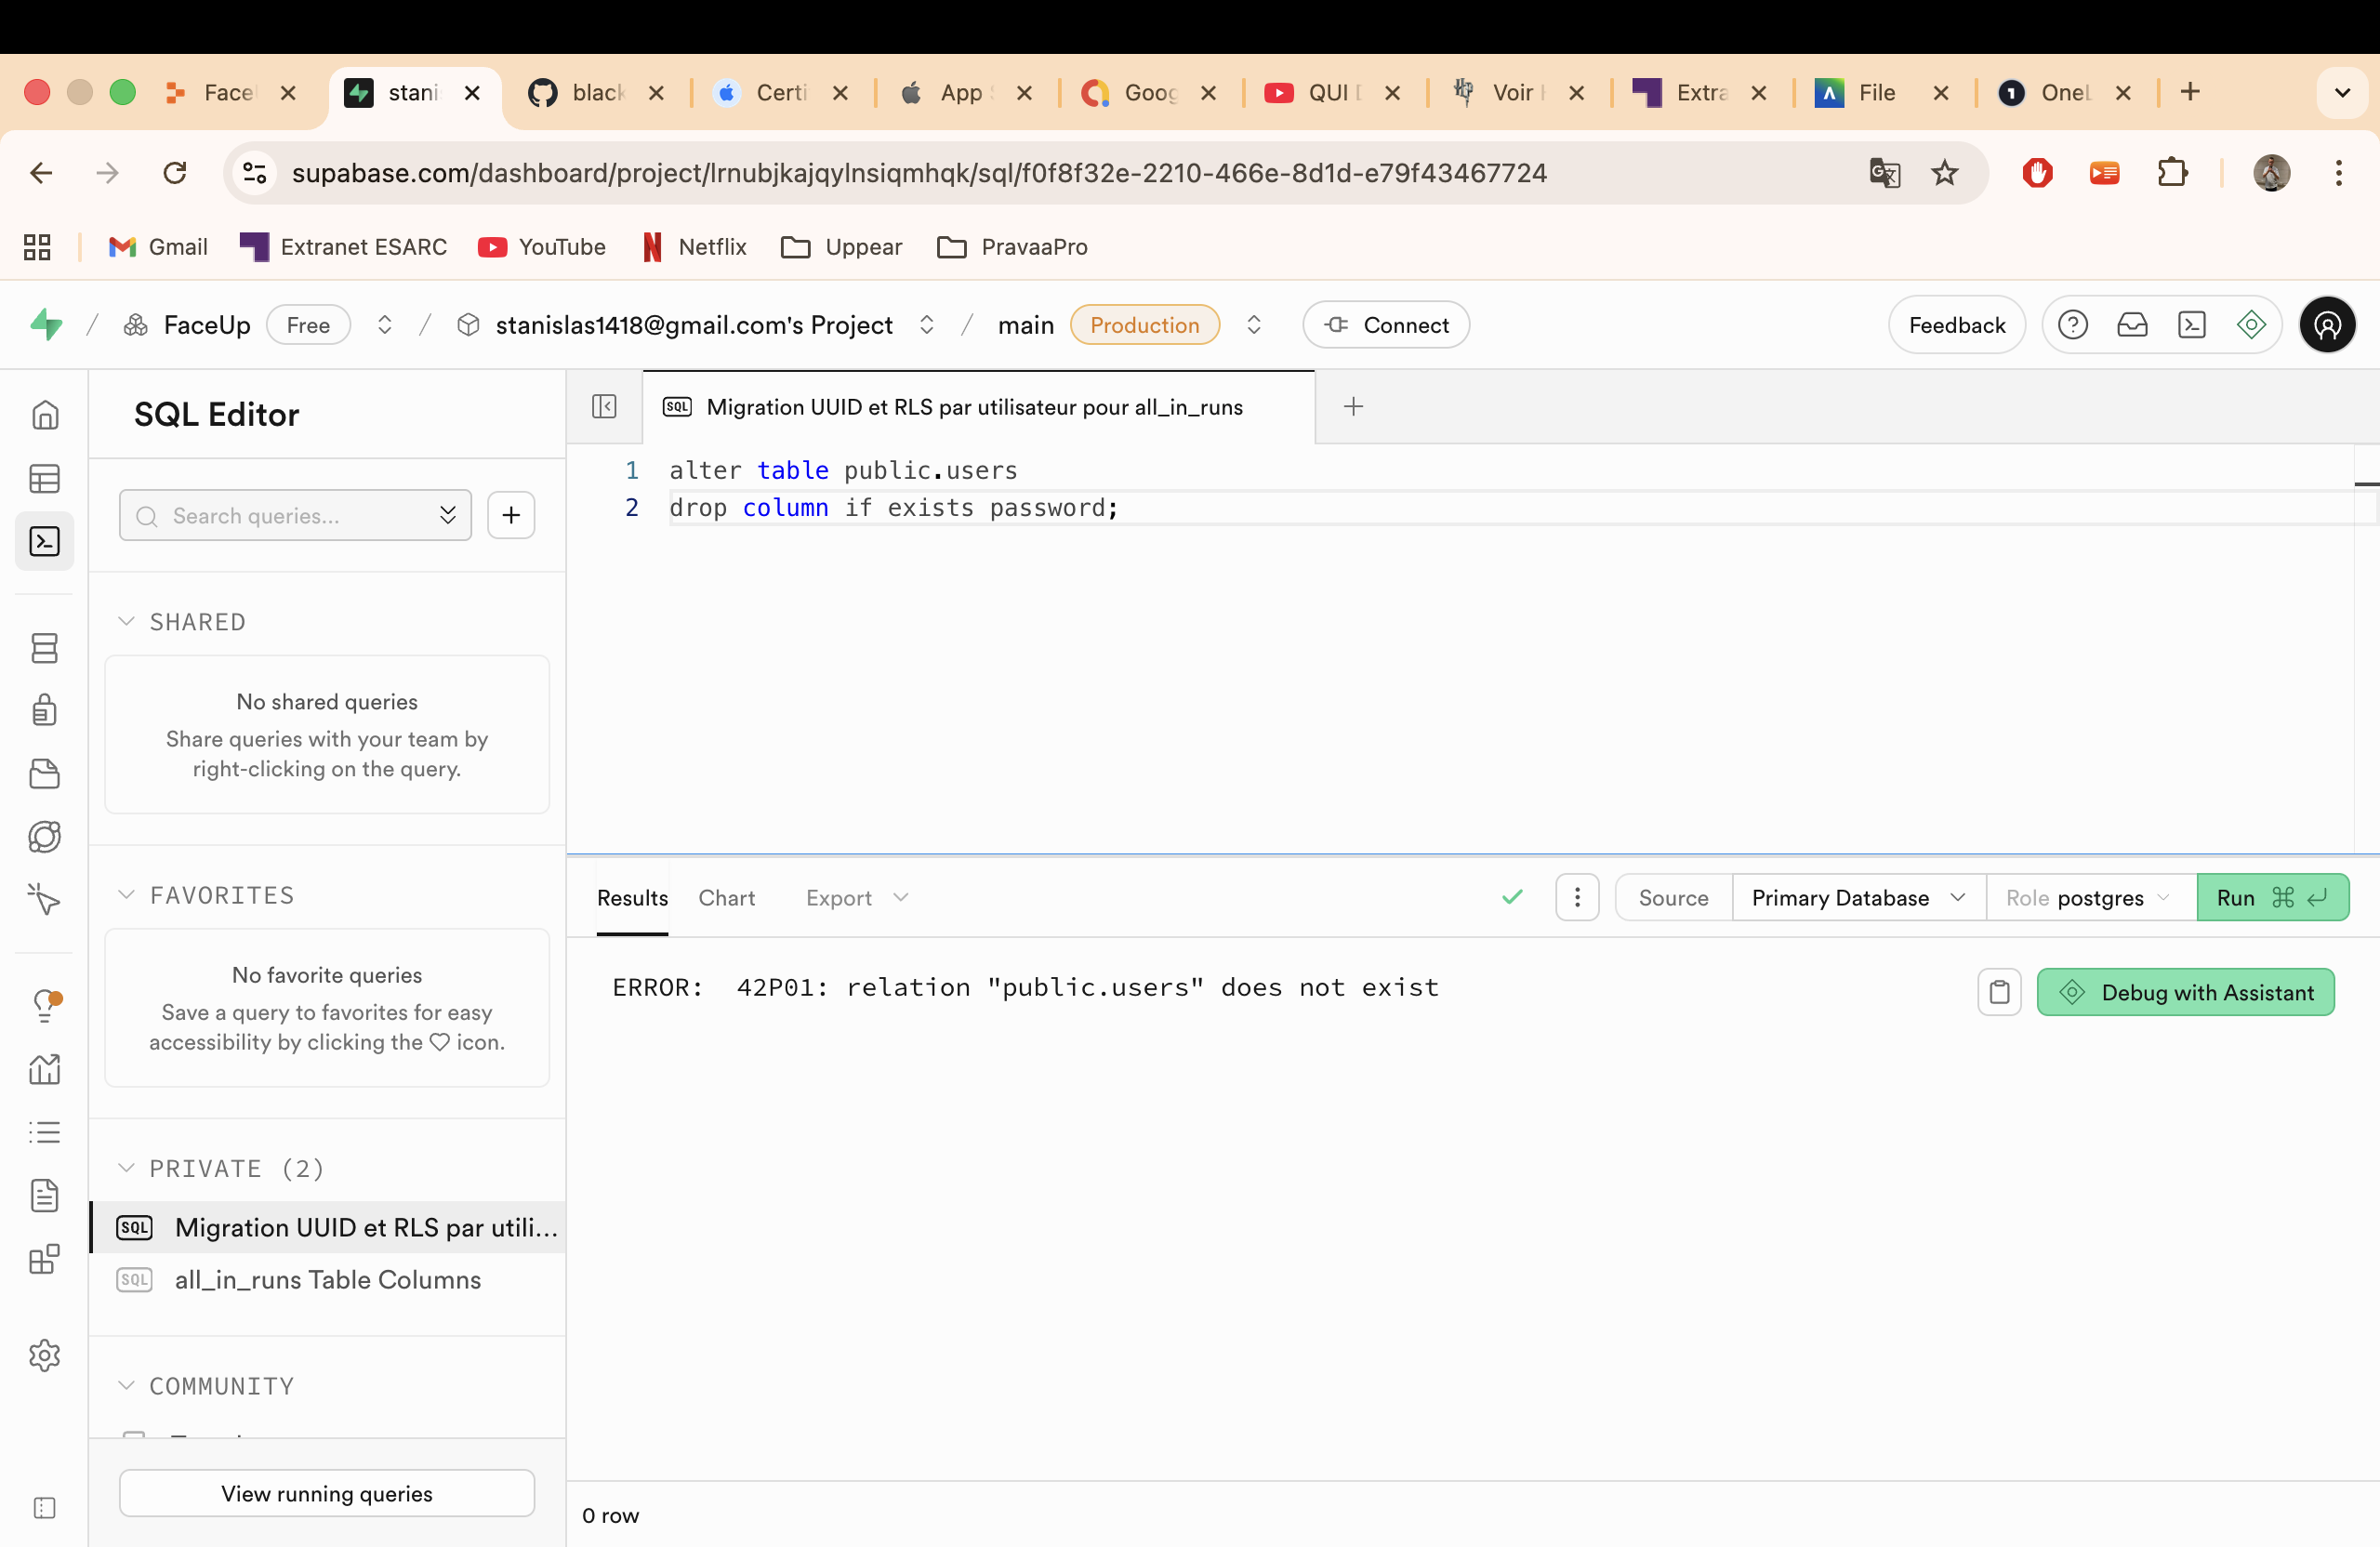 Face
stani
black
Certi
App
Goog
QUI
Voir
Extra
File
Onel
supabase.com/dashboard/project/lrnubjkajqylnsiqmhqk/sql/f0f8f32e-2210-466e-8d1d-e79f43467724
Gmail
Extranet ESARC
YouTube
Netflix
Uppear
PravaaPro
FaceUp
Free
stanislas1418@gmail.com's Project
main
Production
Connect
Feedback
SQL Editor
Search queries...
SHARED
No shared queries
Share queries with your team by
right-clicking on the query.
FAVORITES
No favorite queries
Save a query to favorites for easy
accessibility by clicking the ♡ icon.
PRIVATE (2)
SQL Migration UUID et RLS par utili...
SQL all_in_runs Table Columns
COMMUNITY
View running queries
SQL Migration UUID et RLS par utilisateur pour all_in_runs
1 alter table public.users
2 drop column if exists password;
Results
Chart
Export
Source
Primary Database
Role postgres
Run ⌘ ↵
ERROR: 42P01: relation "public.users" does not exist
Debug with Assistant
0 row